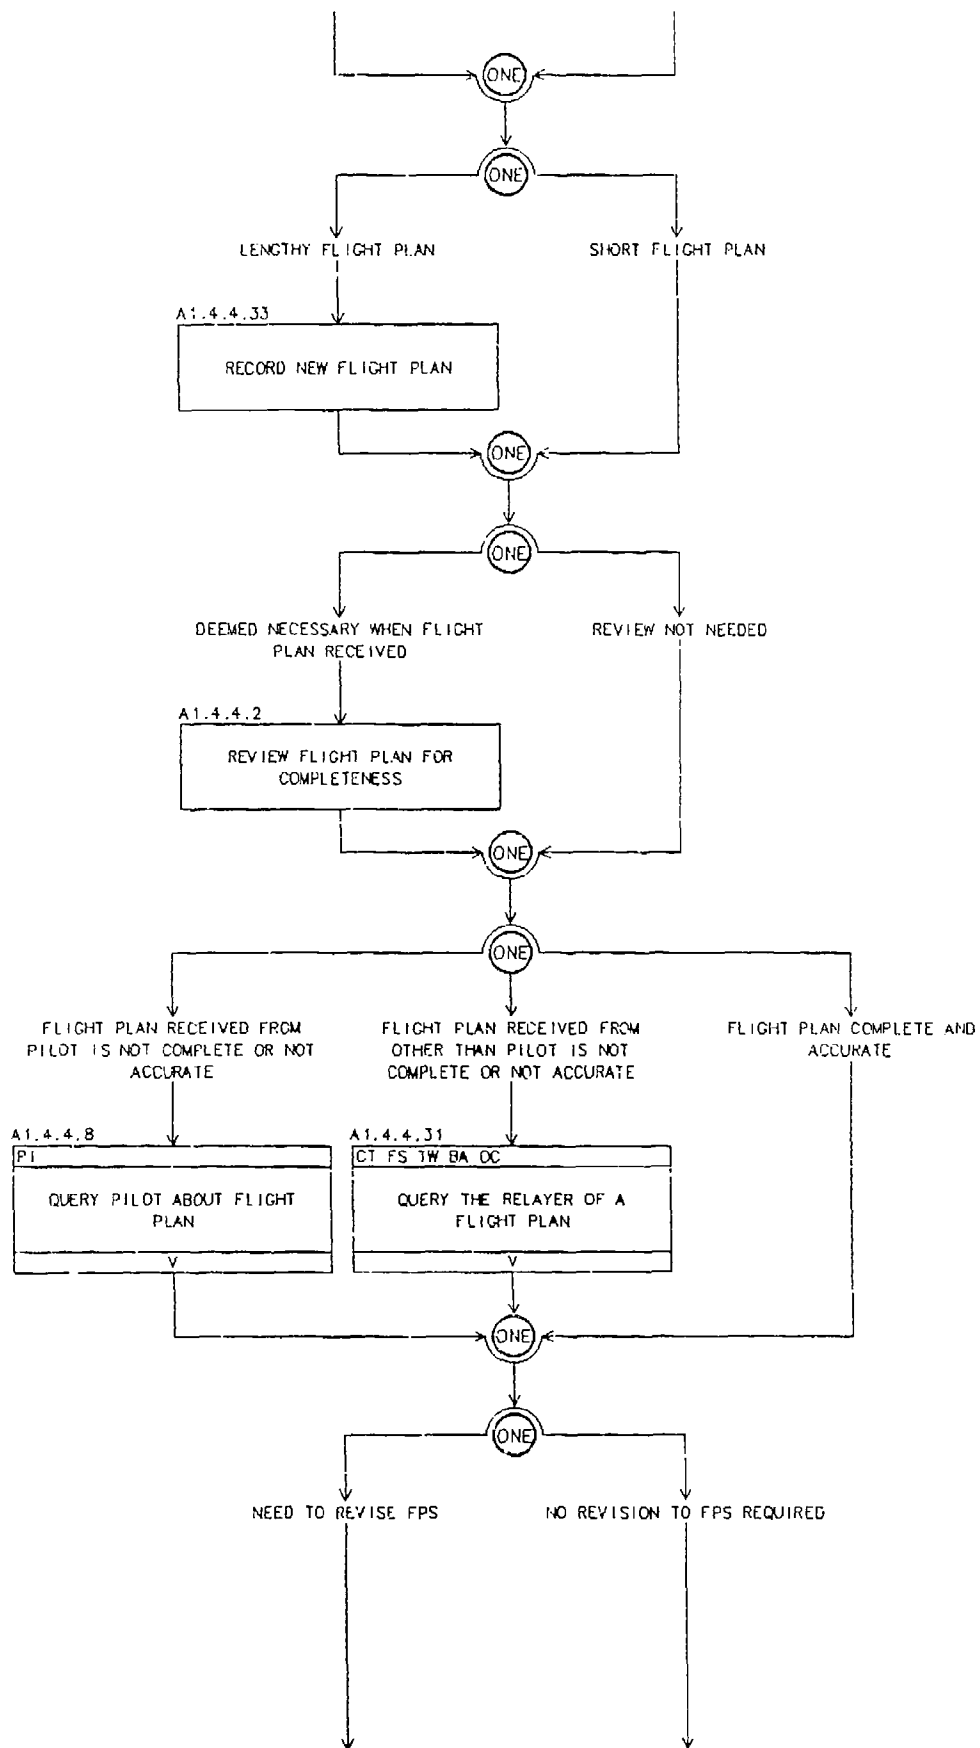 ONE
ONE
LENGTHY FLIGHT PLAN
SHORT FLIGHT PLAN
A1.4.4.33
RECORD NEW FLIGHT PLAN
ONE
ONE
DEEMED NECESSARY WHEN FLIGHT
PLAN RECEIVED
REVIEW NOT NEEDED
A1.4.4.2
REVIEW FLIGHT PLAN FOR
COMPLETENESS
ONE
ONE
FLIGHT PLAN RECEIVED FROM
PILOT IS NOT COMPLETE OR NOT
ACCURATE
FLIGHT PLAN RECEIVED FROM
OTHER THAN PILOT IS NOT
COMPLETE OR NOT ACCURATE
FLIGHT PLAN COMPLETE AND
ACCURATE
A1.4.4.8
PI
QUERY PILOT ABOUT FLIGHT
PLAN
V
A1.4.4.31
CT FS TW BA OC
QUERY THE RELAYER OF A
FLIGHT PLAN
V
ONE
ONE
NEED TO REVISE FPS
NO REVISION TO FPS REQUIRED